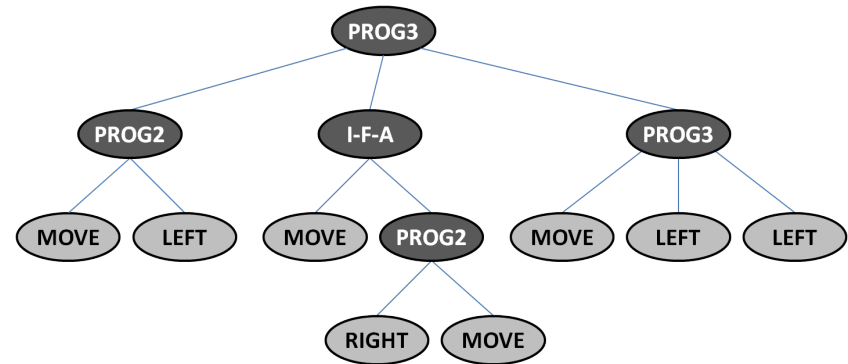 PROG3
PROG2 I-F-A PROG3
MOVE LEFT MOVE PROG2 MOVE LEFT LEFT
RIGHT MOVE